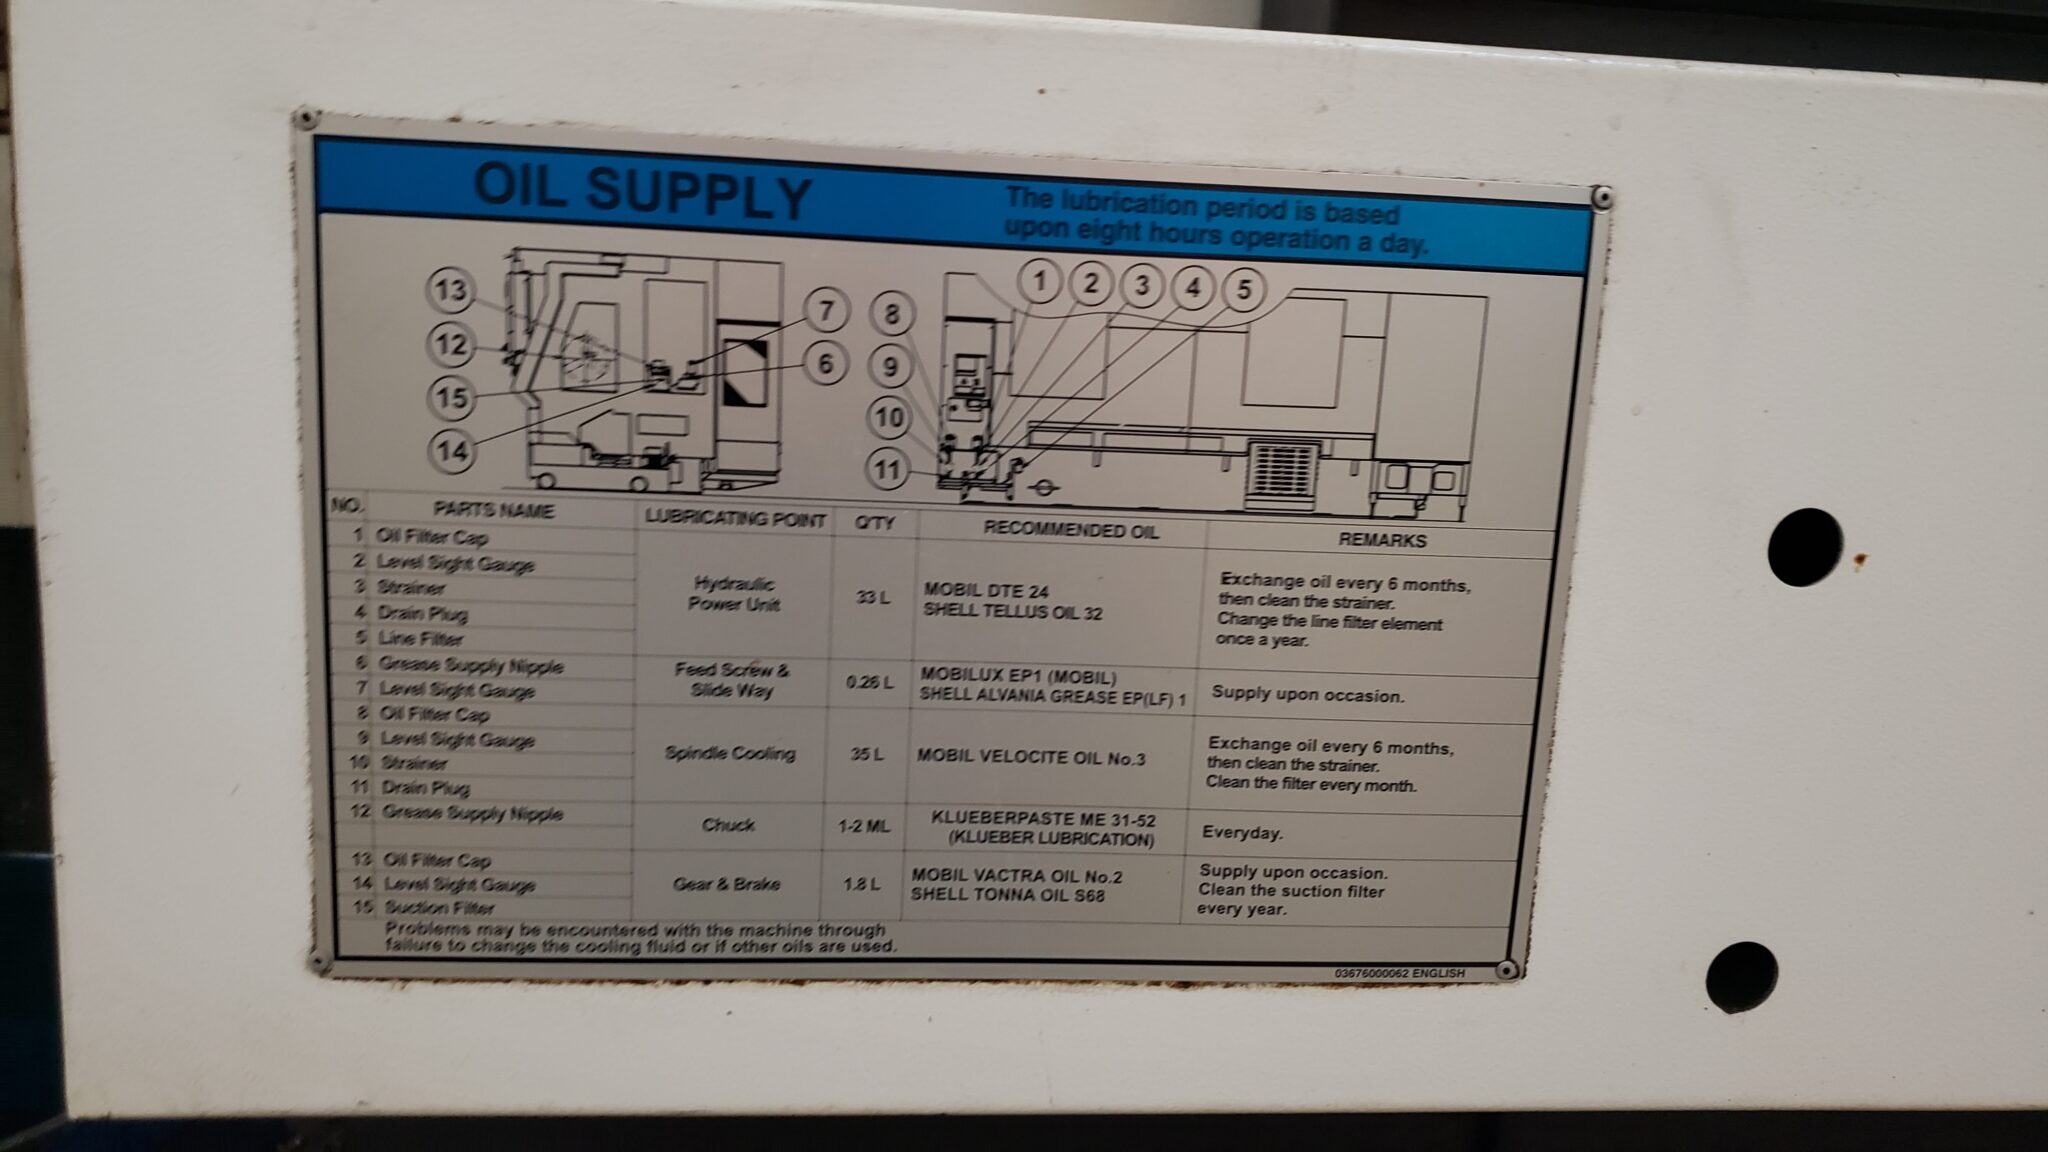 OIL SUPPLY
The lubrication period is based
upon eight hours operation a day.
13
12
15
14
7
6
8
9
10
11
1 2 3 4 5
NO. PARTS NAME LUBRICATING POINT Q'TY RECOMMENDED OIL REMARKS
1 Oil Filter Cap
2 Level Sight Gauge
3 Strainer
4 Drain Plug
5 Line Filter
Hydraulic
Power Unit
33 L
MOBIL DTE 24
SHELL TELLUS OIL 32
Exchange oil every 6 months,
then clean the strainer.
Change the line filter element
once a year.
6 Grease Supply Nipple
7 Level Sight Gauge
Feed Screw &
Slide Way
0.26 L
MOBILUX EP1 (MOBIL)
SHELL ALVANIA GREASE EP(LF) 1
Supply upon occasion.
8 Oil Filter Cap
9 Level Sight Gauge
10 Strainer
11 Drain Plug
Spindle Cooling
35 L
MOBIL VELOCITE OIL No.3
Exchange oil every 6 months,
then clean the strainer.
Clean the filter every month.
12 Grease Supply Nipple
Chuck
1-2 ML
KLUEBERPASTE ME 31-52
(KLUEBER LUBRICATION)
Everyday.
13 Oil Filter Cap
14 Level Sight Gauge
15 Suction Filter
Gear & Brake
1.8 L
MOBIL VACTRA OIL No.2
SHELL TONNA OIL S68
Supply upon occasion.
Clean the suction filter
every year.
Problems may be encountered with the machine through
failure to change the cooling fluid or if other oils are used.
03676000062 ENGLISH